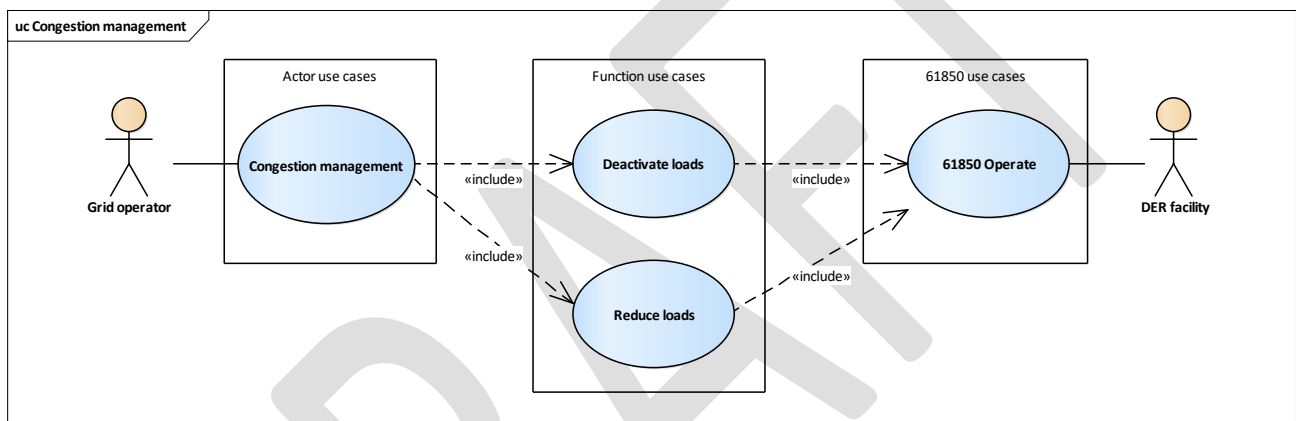 uc Congestion management
Actor use cases
Function use cases
61850 use cases
Congestion management
Deactivate loads
61850 Operate
«include»
«include»
Grid operator
DER facility
«include»
«include»
Reduce loads
DRAFT